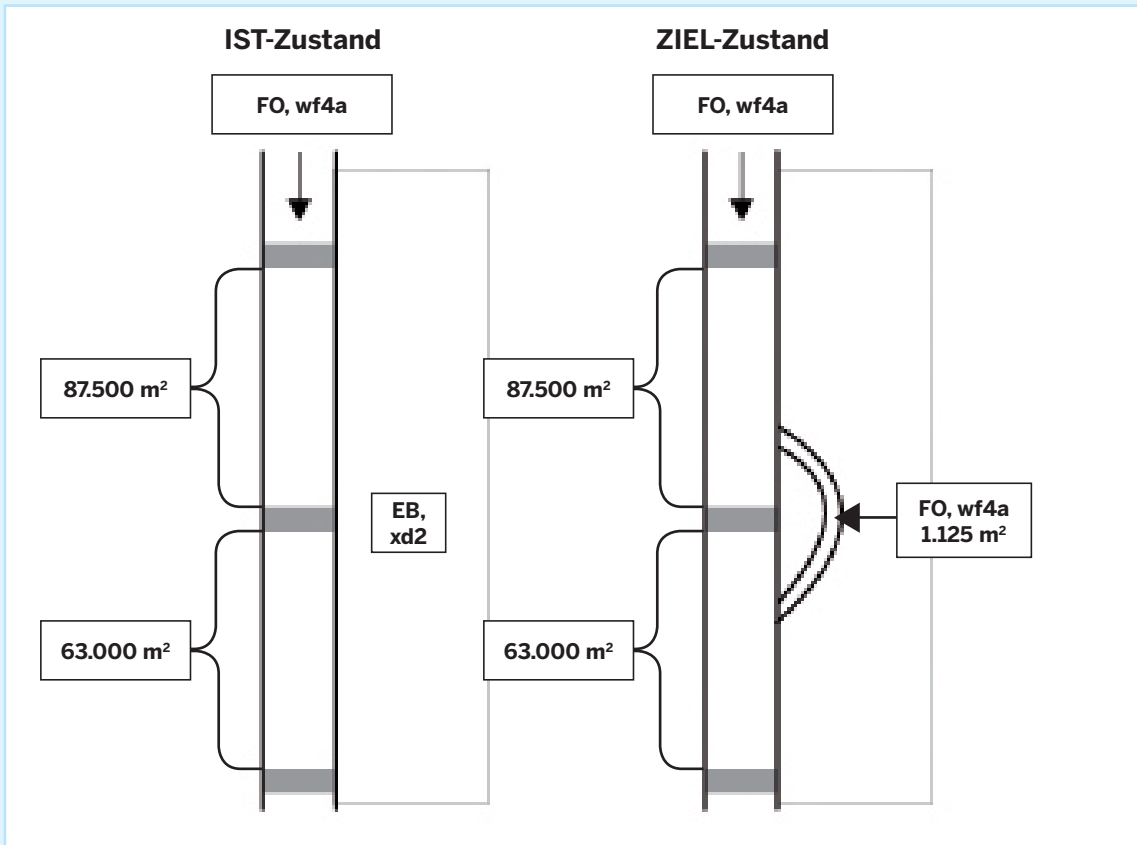 IST-Zustand
FO, wf4a
87.500 m²
EB,
xd2
63.000 m²
ZIEL-Zustand
FO, wf4a
87.500 m²
FO, wf4a
1.125 m²
63.000 m²